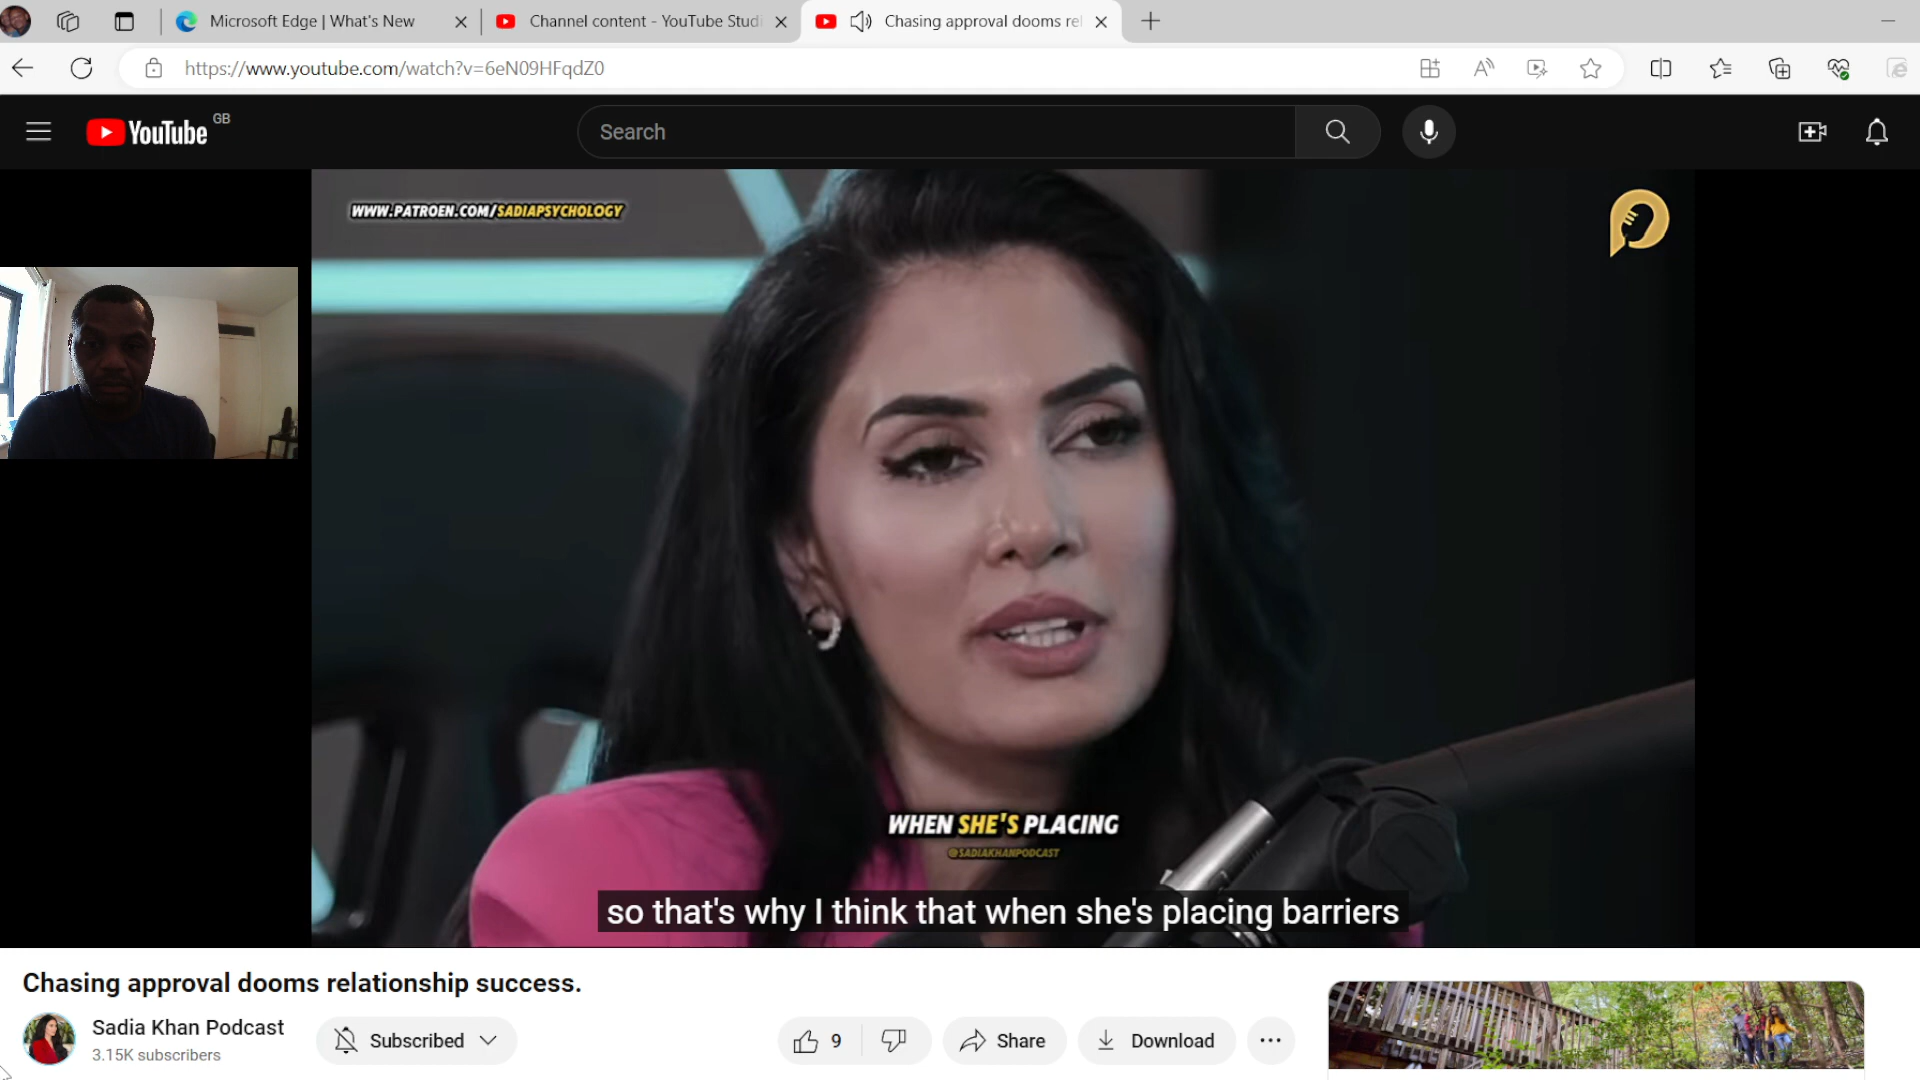 Microsoft Edge | What's New
Channel content - YouTube Studi
Chasing approval dooms rel
https://www.youtube.com/watch?v=6eN09HFqdZ0
YouTube GB
Search
WWW.PATROEN.COM/SADIAPSYCHOLOGY
WHEN SHE'S PLACING
@SADIAKHANPODCAST
so that's why I think that when she's placing barriers
Chasing approval dooms relationship success.
Sadia Khan Podcast
3.15K subscribers
Subscribed
9
Share
Download